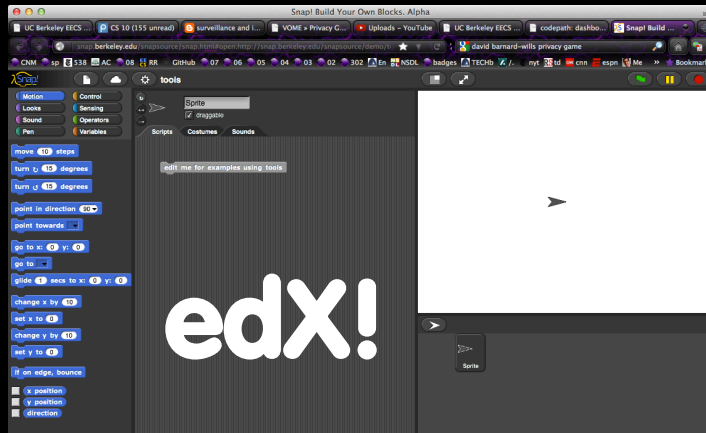 Snap! Build Your Own Blocks. Alpha
UC Berkeley EECS ... CS 10 (155 unread) surveillance and i... VOME » Privacy G... Uploads - YouTube UC Berkeley EECS ... codepath: dashbo... Snap! Build ...
snap.berkeley.edu/snapsource/snap.html#open:http://snap.berkeley.edu/snapsource/demo/t david barnard-wills privacy game
CNM sp 538 AC 08 RR GitHub 07 06 05 04 03 02 302 En NSDL badges TECHb /. nyt td cnn espn Me » Bookmar
Snap! tools
Motion Control
Looks Sensing
Sound Operators
Pen Variables
Sprite
draggable
Scripts Costumes Sounds
move 10 steps
turn 15 degrees
turn 15 degrees
point in direction 90
point towards
go to x: 0 y: 0
go to
glide 1 secs to x: 0 y: 0
change x by 10
set x to 0
change y by 10
set y to 0
if on edge, bounce
x position
y position
direction
edit me for examples using tools
edX!
Sprite